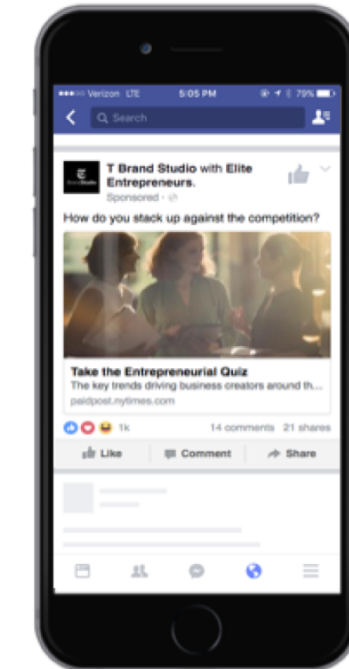 Verizon LTE 5:05 PM 79%
Search
T Brand Studio with Elite
Entrepreneurs.
Sponsored ·
How do you stack up against the competition?
Take the Entrepreneurial Quiz
The key trends driving business creators around th...
paidpost.nytimes.com
1k 14 comments 21 shares
Like Comment Share